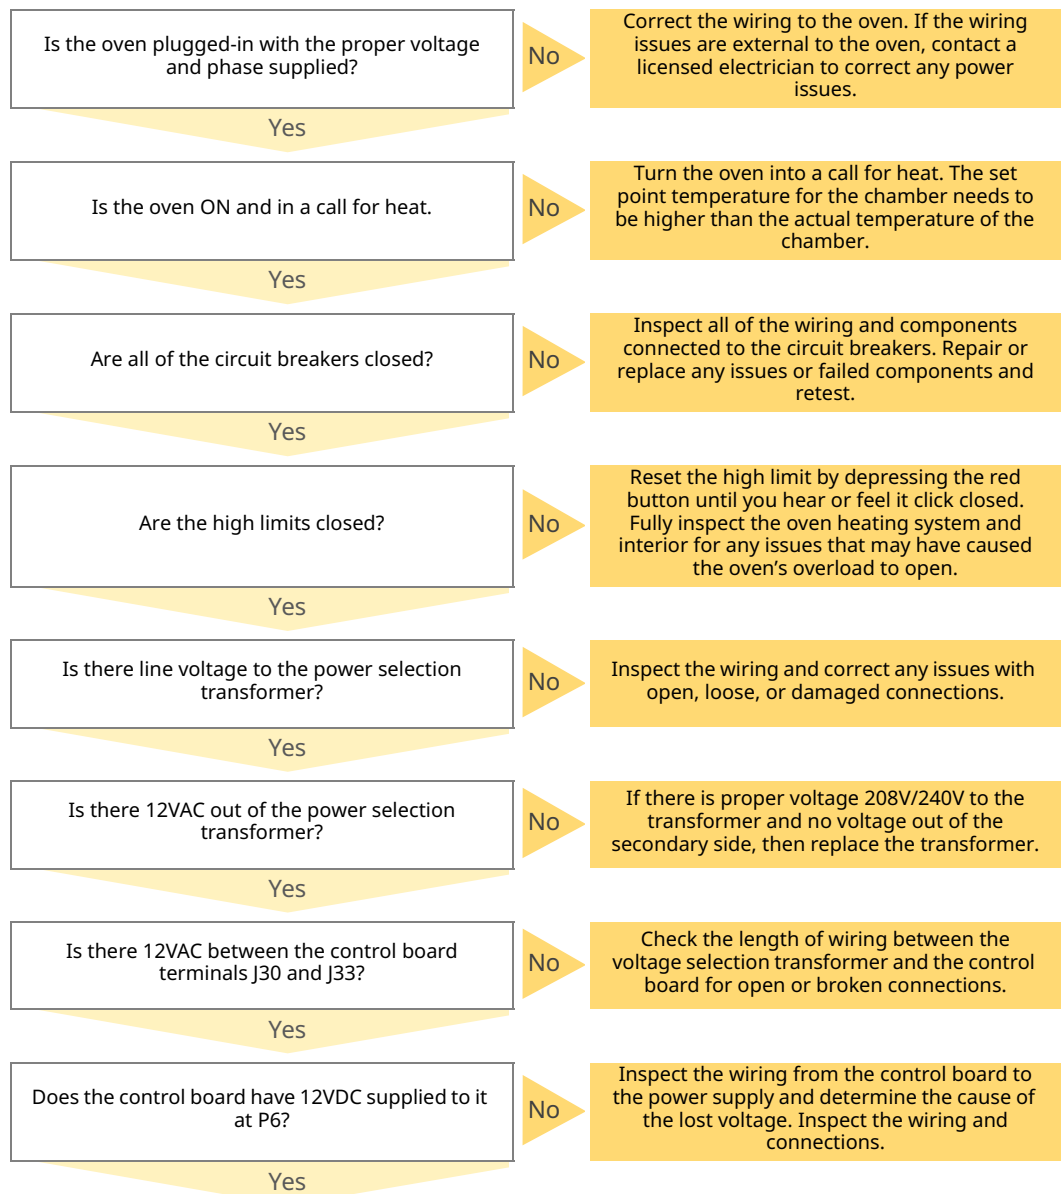 Is the oven plugged-in with the proper voltage
and phase supplied?
No
Correct the wiring to the oven. If the wiring
issues are external to the oven, contact a
licensed electrician to correct any power
issues.
Yes
Is the oven ON and in a call for heat.
No
Turn the oven into a call for heat. The set
point temperature for the chamber needs to
be higher than the actual temperature of the
chamber.
Yes
Are all of the circuit breakers closed?
No
Inspect all of the wiring and components
connected to the circuit breakers. Repair or
replace any issues or failed components and
retest.
Yes
Are the high limits closed?
No
Reset the high limit by depressing the red
button until you hear or feel it click closed.
Fully inspect the oven heating system and
interior for any issues that may have caused
the oven’s overload to open.
Yes
Is there line voltage to the power selection
transformer?
No
Inspect the wiring and correct any issues with
open, loose, or damaged connections.
Yes
Is there 12VAC out of the power selection
transformer?
No
If there is proper voltage 208V/240V to the
transformer and no voltage out of the
secondary side, then replace the transformer.
Yes
Is there 12VAC between the control board
terminals J30 and J33?
No
Check the length of wiring between the
voltage selection transformer and the control
board for open or broken connections.
Yes
Does the control board have 12VDC supplied to it
at P6?
No
Inspect the wiring from the control board to
the power supply and determine the cause of
the lost voltage. Inspect the wiring and
connections.
Yes